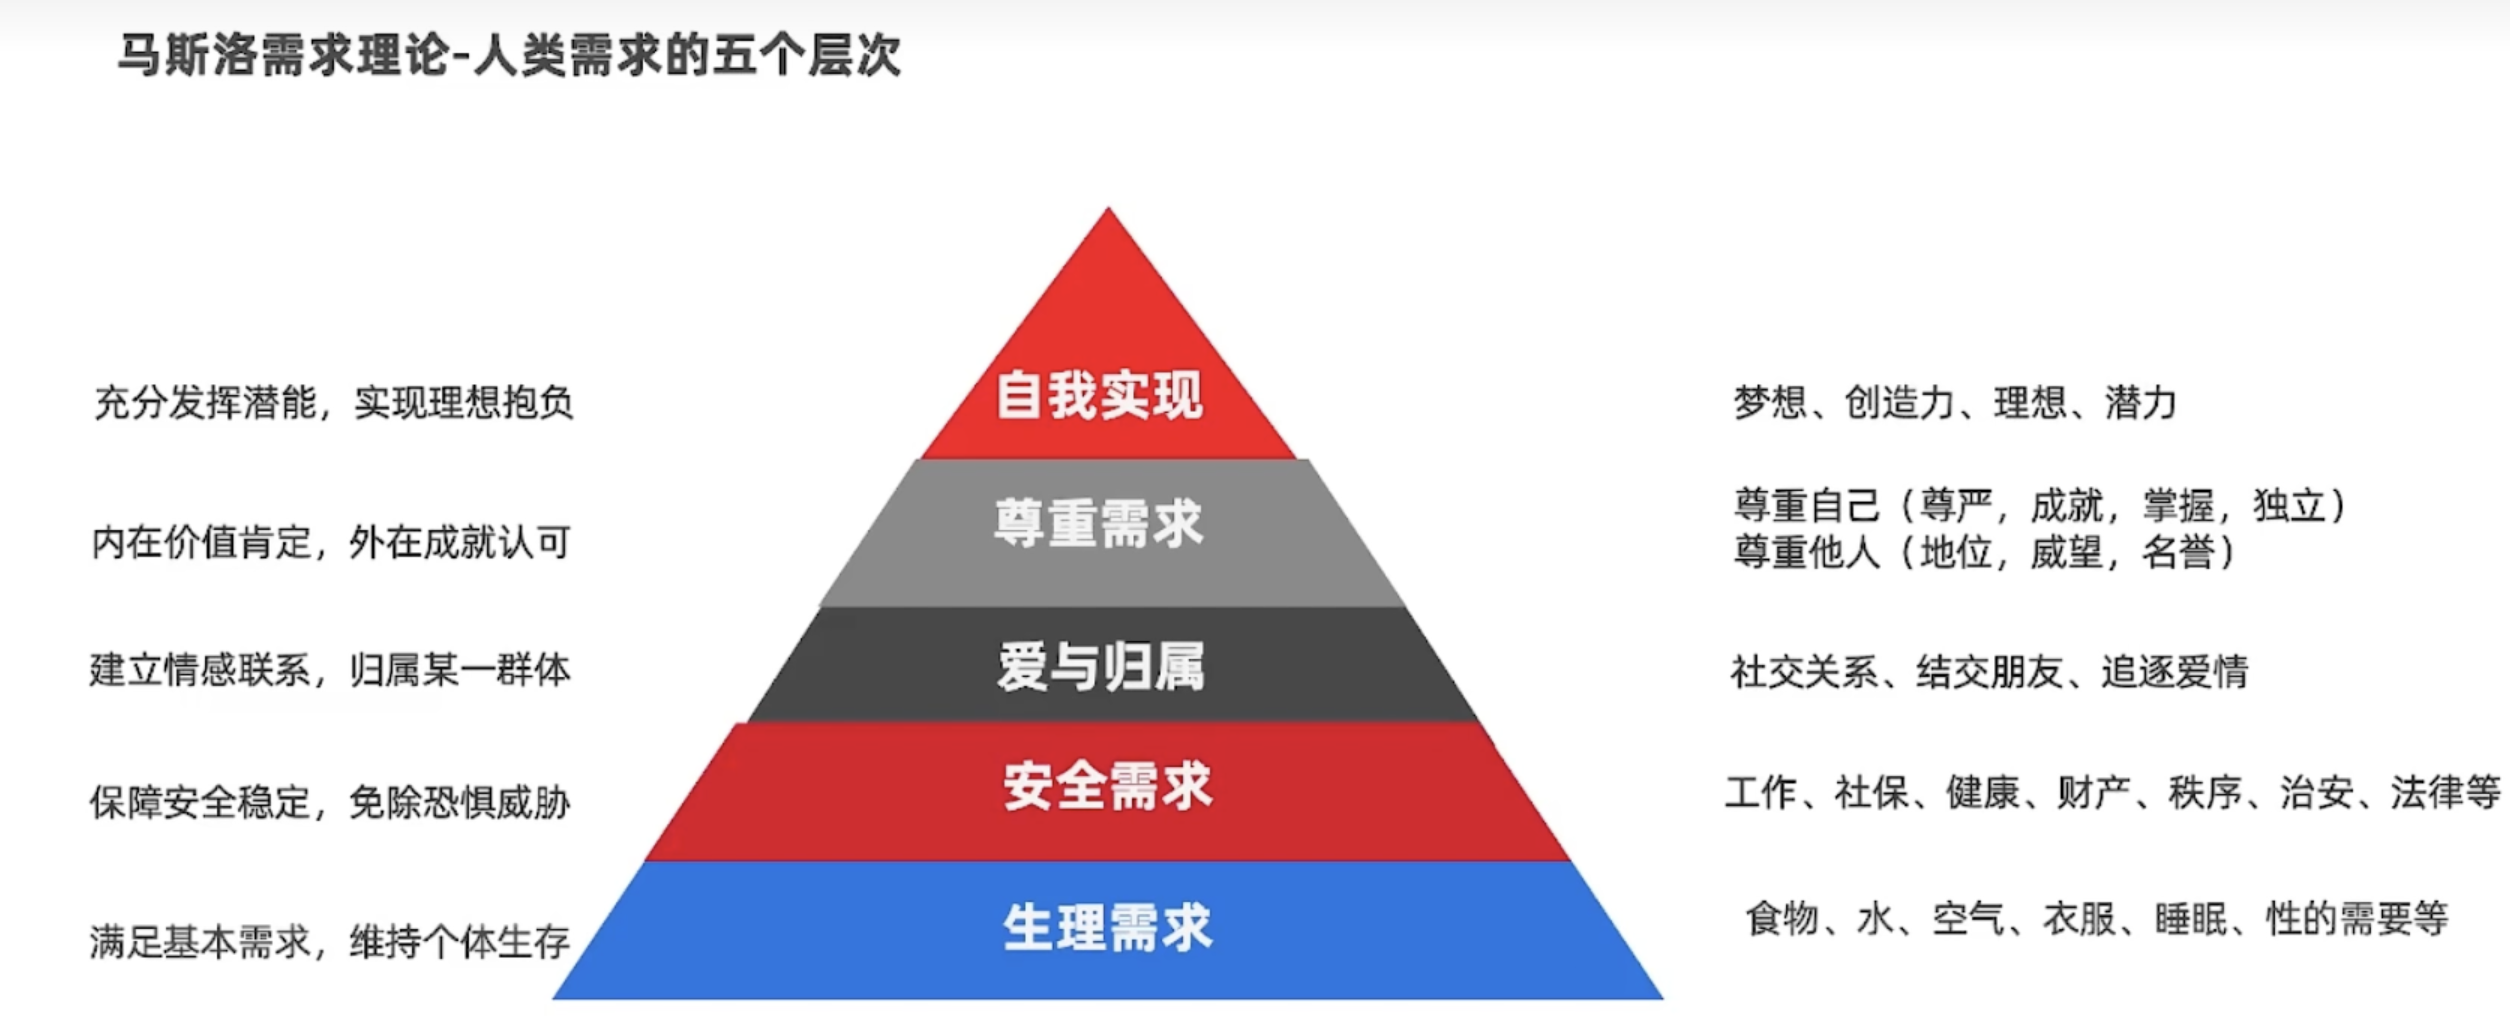 马斯洛需求理论-人类需求的五个层次
充分发挥潜能，实现理想抱负
自我实现
梦想、创造力、理想、潜力
内在价值肯定，外在成就认可
尊重需求
尊重自己（尊严，成就，掌握，独立）
尊重他人（地位，威望，名誉）
建立情感联系，归属某一群体
爱与归属
社交关系、结交朋友、追逐爱情
保障安全稳定，免除恐惧威胁
安全需求
工作、社保、健康、财产、秩序、治安、法律等
满足基本需求，维持个体生存
生理需求
食物、水、空气、衣服、睡眠、性的需要等